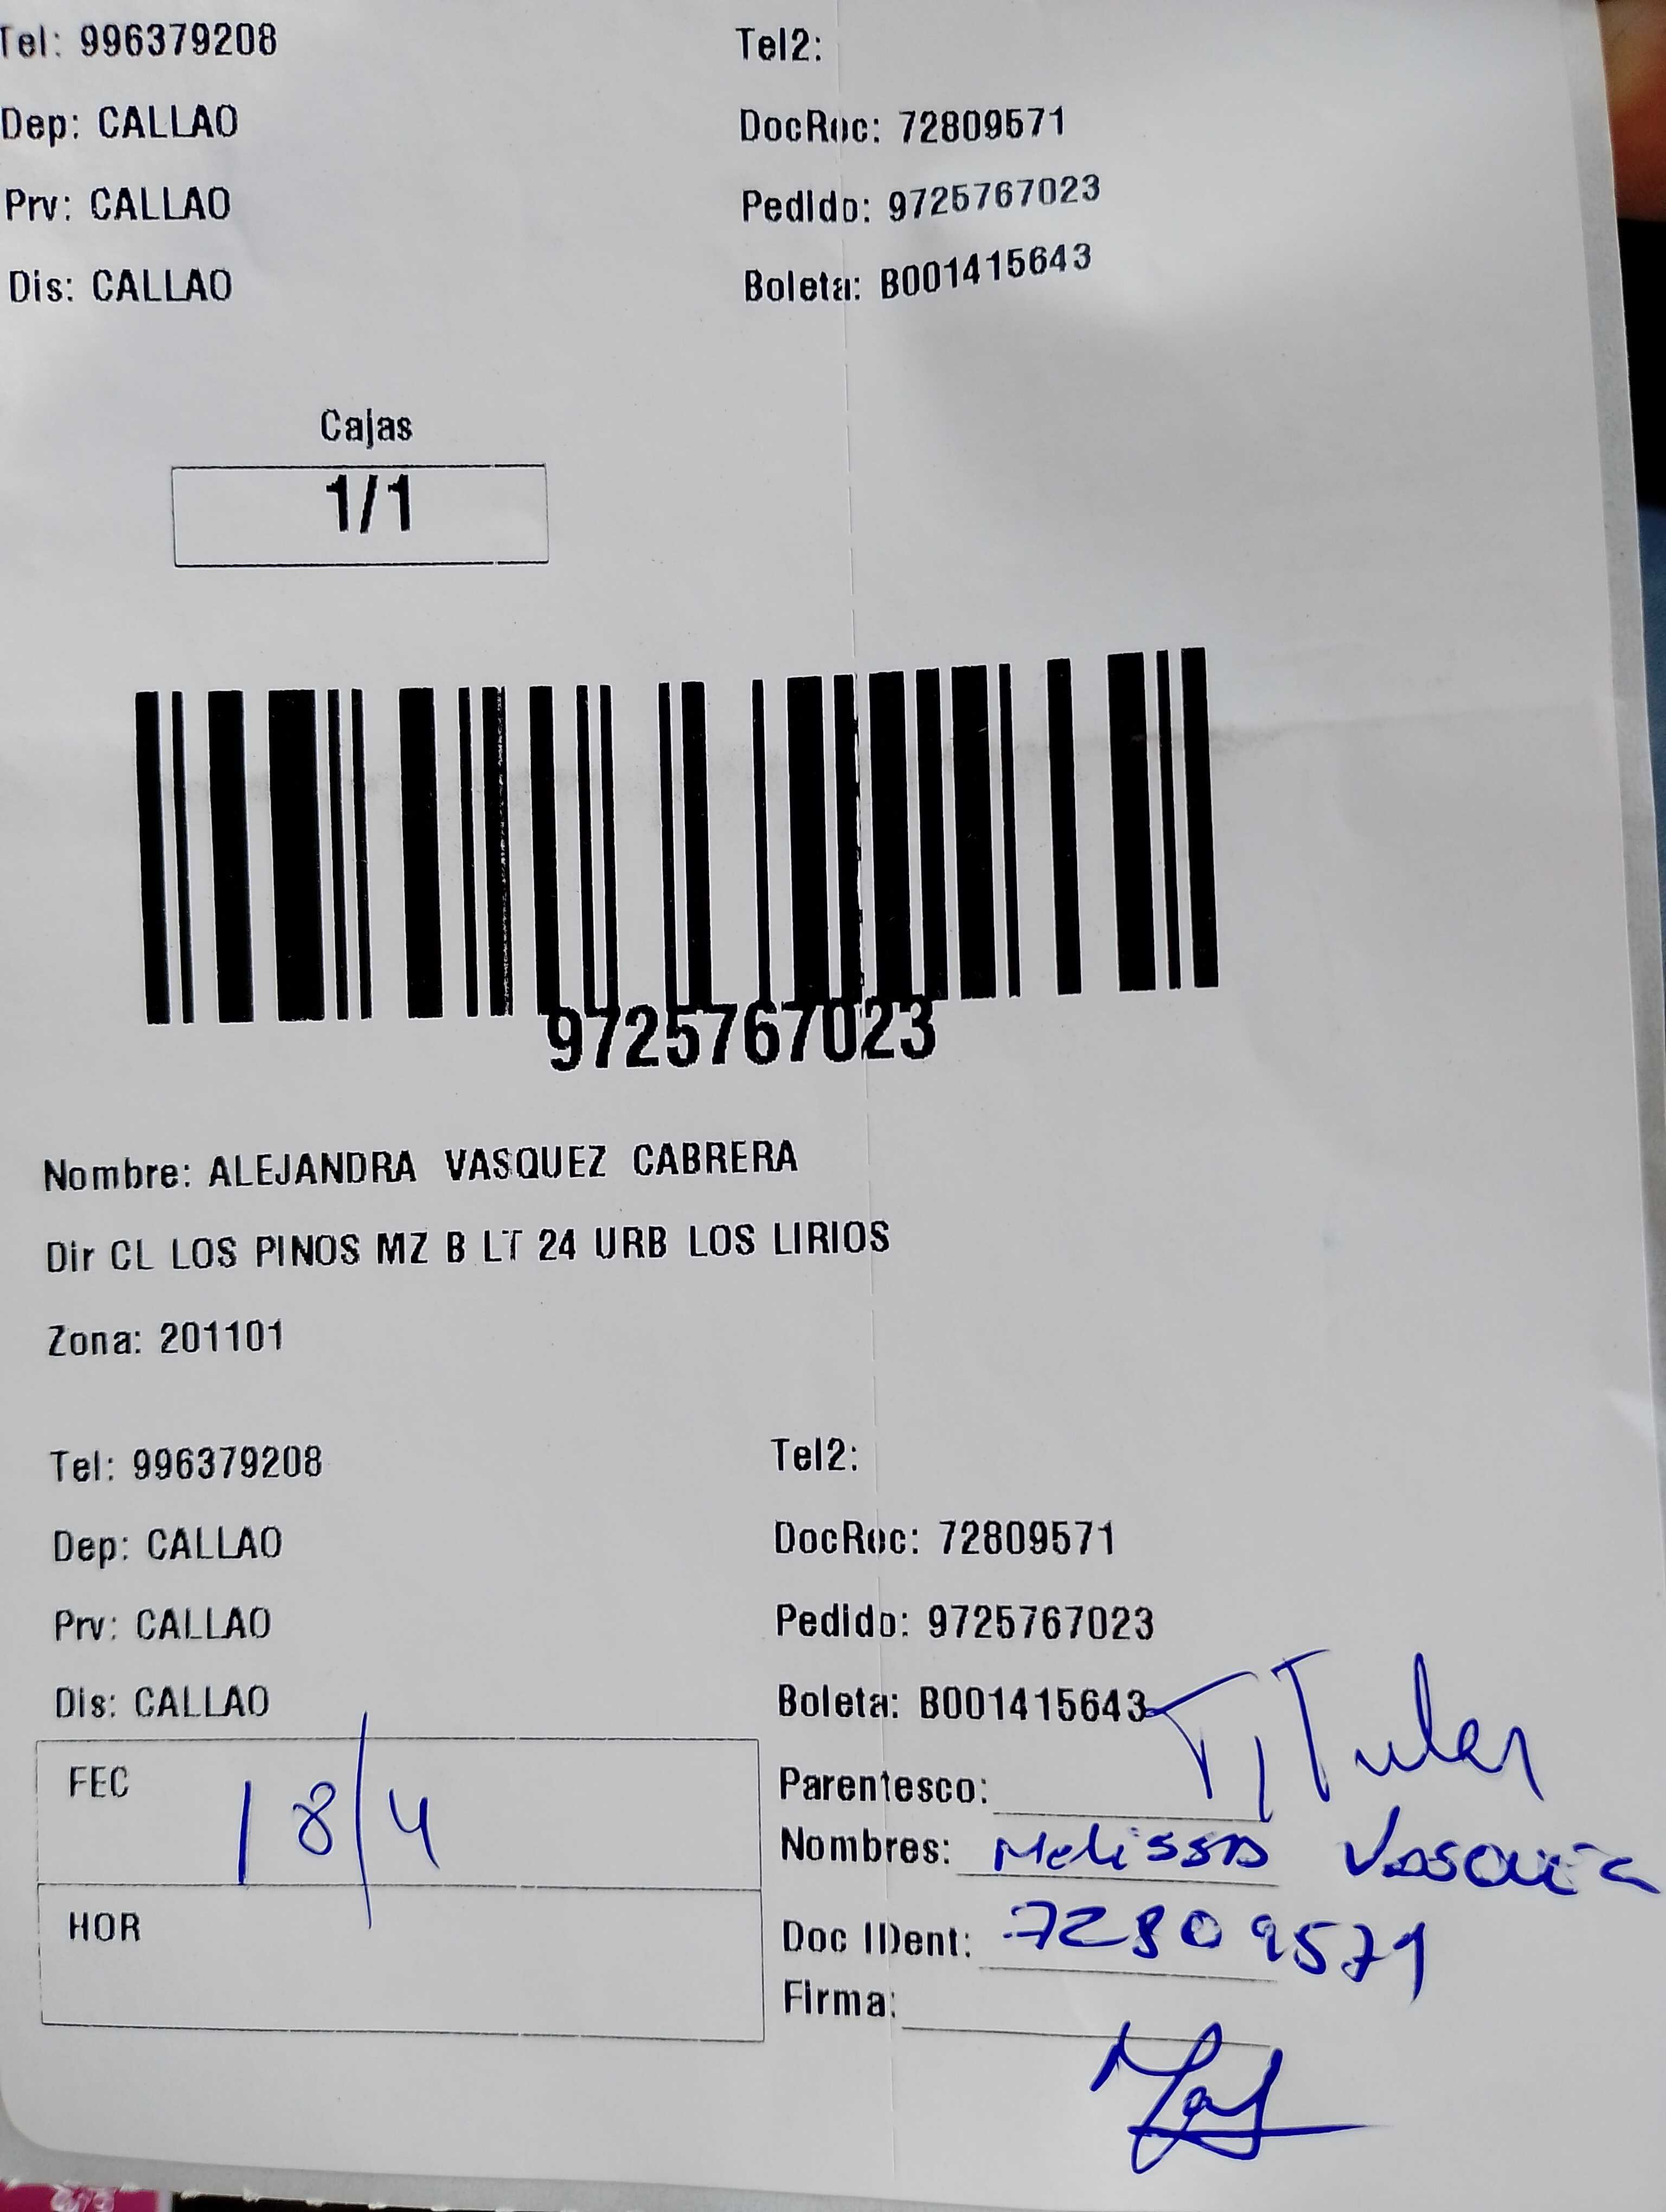 Tel: 996379208 Tel2:
Dep: CALLAO DocRec: 72809571
Prv: CALLAO Pedido: 9725767023
Dis: CALLAO Boleta: B001415643
Cajas
1/1
9725767023
Nombre: ALEJANDRA VASQUEZ CABRERA
Dir CL LOS PINOS MZ B LT 24 URB LOS LIRIOS
Zona: 201101
Tel: 996379208 Tel2:
Dep: CALLAO DocRec: 72809571
Prv: CALLAO Pedido: 9725767023
Dis: CALLAO Boleta: B001415643
FEC 18/4
HOR
Parentesco: Titular
Nombres: Melissa Vasquez
Doc IDent: 72809571
Firma: